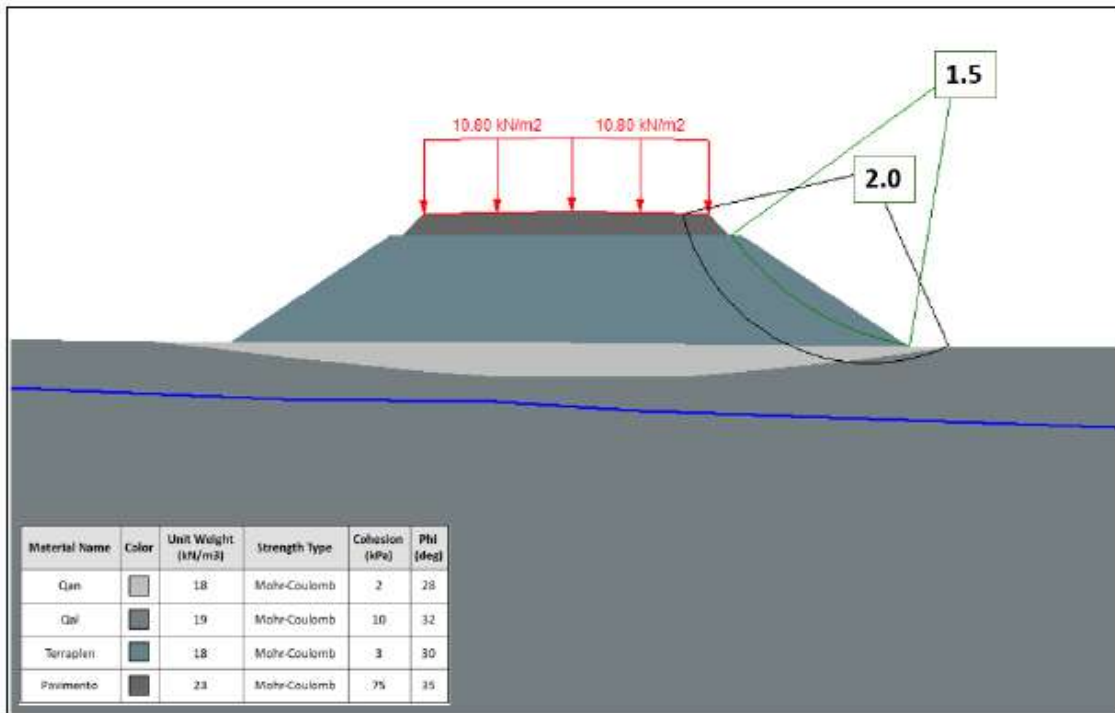 1.5
10.80 kN/m2 10.80 kN/m2
2.0
Material Name Color Unit Weight (kN/m3) Strength Type Cohesion (kPa) Phi (deg)
Qan 18 Mohr-Coulomb 2 28
Qal 19 Mohr-Coulomb 10 32
Terraplen 18 Mohr-Coulomb 3 30
Pavimento 23 Mohr-Coulomb 75 35